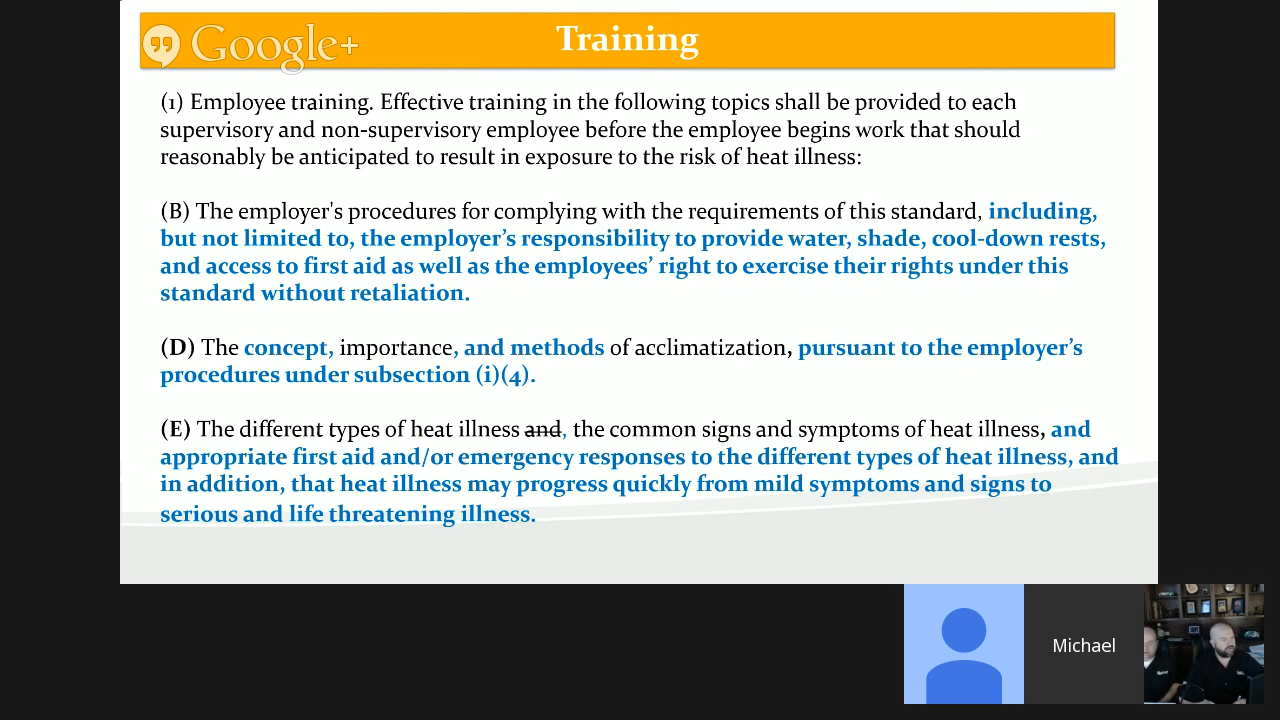 Google+
Training
(1) Employee training. Effective training in the following topics shall be provided to each
supervisory and non-supervisory employee before the employee begins work that should
reasonably be anticipated to result in exposure to the risk of heat illness:
(B) The employer's procedures for complying with the requirements of this standard, including,
but not limited to, the employer’s responsibility to provide water, shade, cool-down rests,
and access to first aid as well as the employees’ right to exercise their rights under this
standard without retaliation.
(D) The concept, importance, and methods of acclimatization, pursuant to the employer’s
procedures under subsection (i)(4).
(E) The different types of heat illness and, the common signs and symptoms of heat illness, and
appropriate first aid and/or emergency responses to the different types of heat illness, and
in addition, that heat illness may progress quickly from mild symptoms and signs to
serious and life threatening illness.
Michael